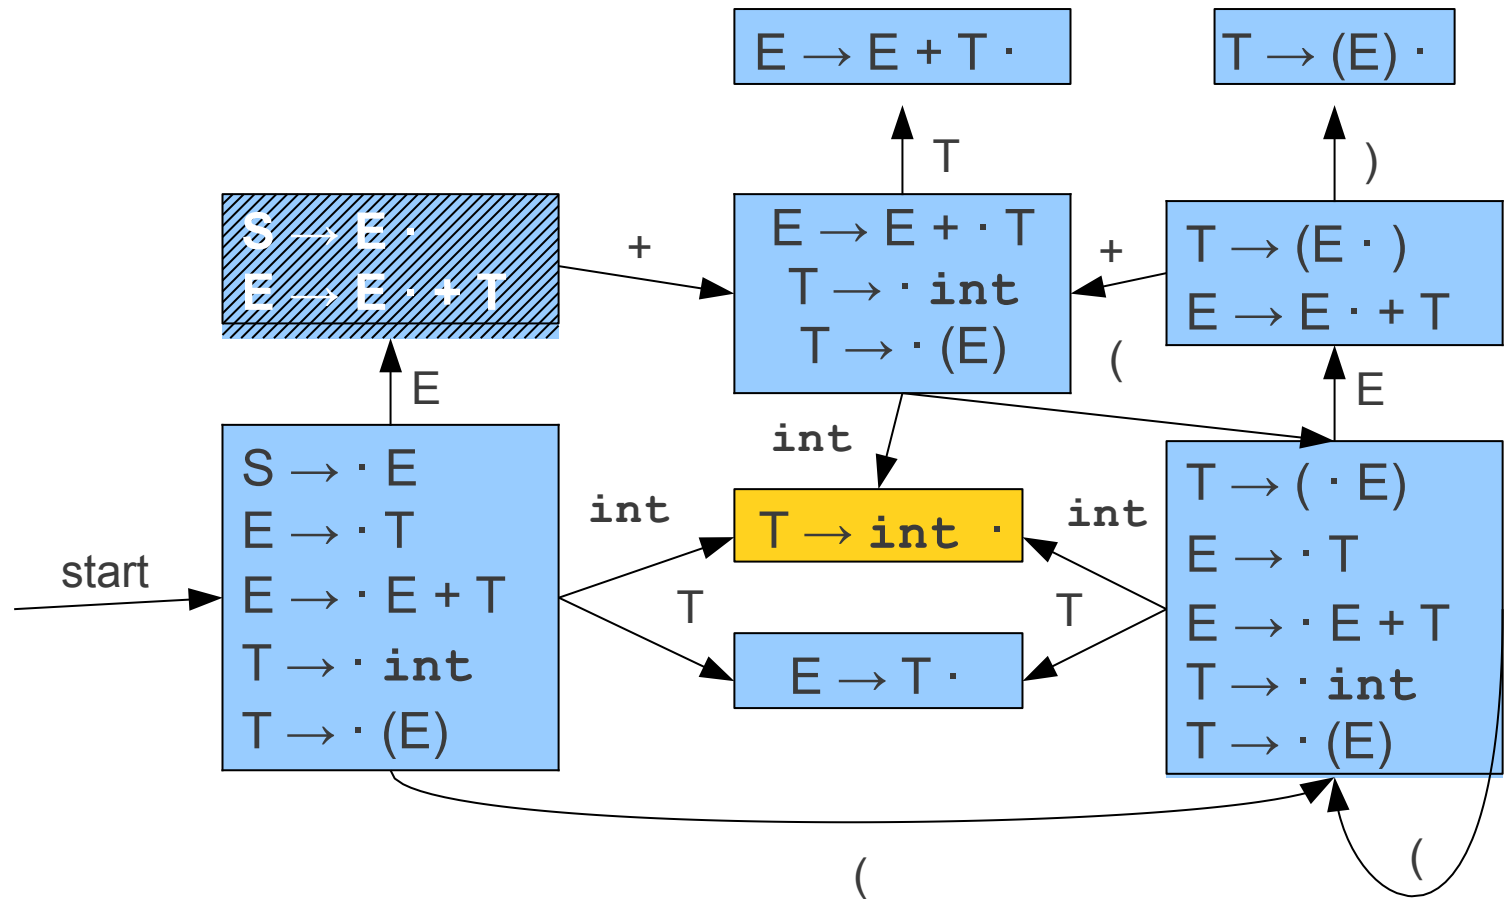 E → E + T ·
T → (E) ·
T
)
S → E ·
E → E · + T
+
E → E + · T
T → · int
T → · (E)
+
T → (E · )
E → E · + T
E
(
E
int
start
S → · E
E → · T
E → · E + T
T → · int
T → · (E)
int
T
T → int ·
E → T ·
int
T
T → ( · E)
E → · T
E → · E + T
T → · int
T → · (E)
(
(